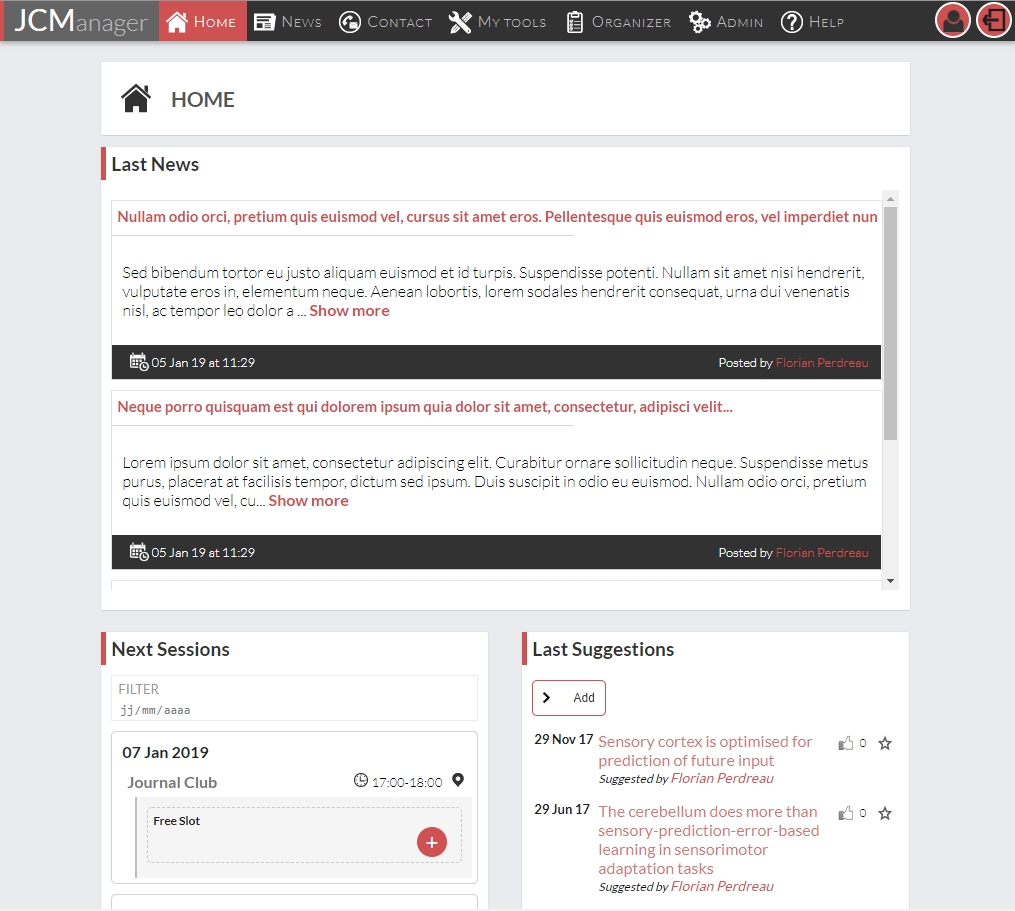 JCManager
Home
News
Contact
My tools
Organizer
Admin
Help
HOME
Last News
Nullam odio orci, pretium quis euismod vel, cursus sit amet eros. Pellentesque quis euismod eros, vel imperdiet nun
Sed bibendum tortor eu justo aliquam euismod et id turpis. Suspendisse potenti. Nullam sit amet nisi hendrerit,
vulputate eros in, elementum neque. Aenean lobortis, lorem sodales hendrerit consequat, urna dui venenatis
nisl, ac tempor leo dolor a ... Show more
05 Jan 19 at 11:29
Posted by Florian Perdreau
Neque porro quisquam est qui dolorem ipsum quia dolor sit amet, consectetur, adipisci velit...
Lorem ipsum dolor sit amet, consectetur adipiscing elit. Curabitur ornare sollicitudin neque. Suspendisse metus
purus, placerat at facilisis tempor, dictum sed ipsum. Duis suscipit in odio eu euismod. Nullam odio orci, pretium
quis euismod vel, cu... Show more
05 Jan 19 at 11:29
Posted by Florian Perdreau
Next Sessions
FILTER
jj/mm/aaaa
07 Jan 2019
Journal Club
17:00-18:00
Free Slot
+
Last Suggestions
Add
29 Nov 17
Sensory cortex is optimised for
prediction of future input
Suggested by Florian Perdreau
0
29 Jun 17
The cerebellum does more than
sensory-prediction-error-based
learning in sensorimotor
adaptation tasks
Suggested by Florian Perdreau
0